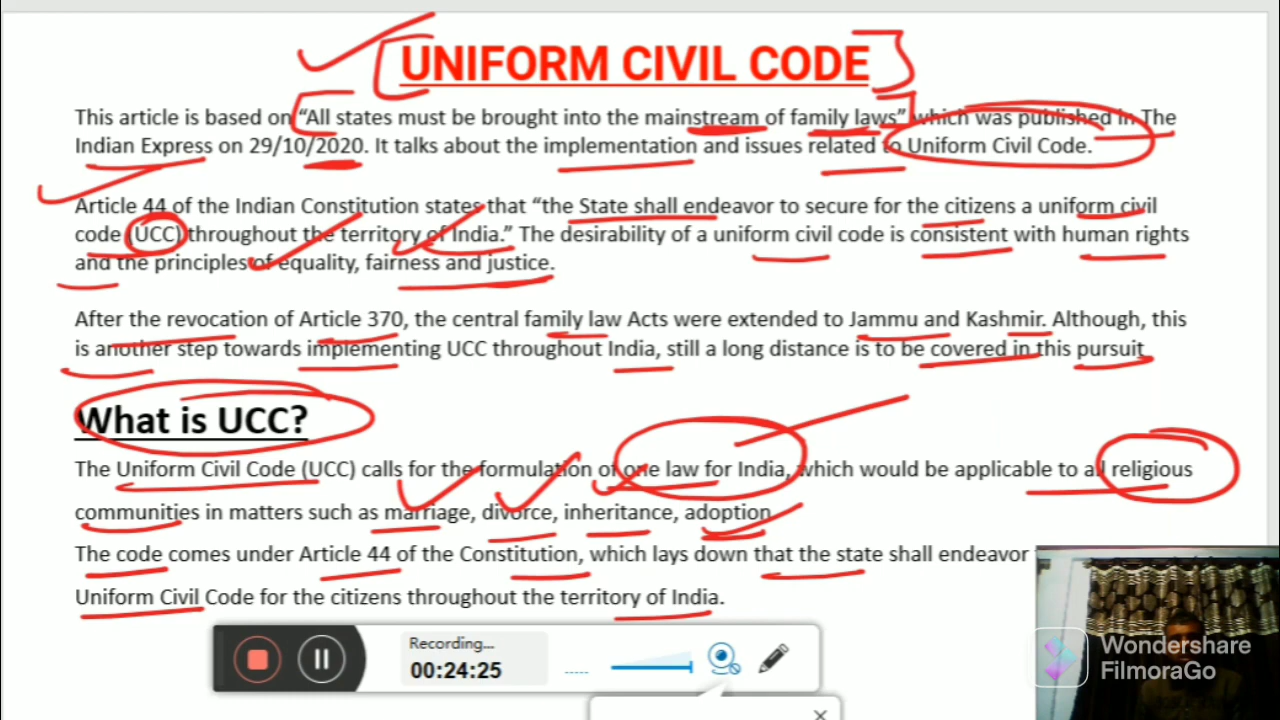 UNIFORM CIVIL CODE
This article is based on “All states must be brought into the mainstream of family laws” which was published in The
Indian Express on 29/10/2020. It talks about the implementation and issues related to Uniform Civil Code.
Article 44 of the Indian Constitution states that “the State shall endeavor to secure for the citizens a uniform civil
code (UCC) throughout the territory of India.” The desirability of a uniform civil code is consistent with human rights
and the principles of equality, fairness and justice.
After the revocation of Article 370, the central family law Acts were extended to Jammu and Kashmir. Although, this
is another step towards implementing UCC throughout India, still a long distance is to be covered in this pursuit
What is UCC?
The Uniform Civil Code (UCC) calls for the formulation of one law for India, which would be applicable to all religious
communities in matters such as marriage, divorce, inheritance, adoption
The code comes under Article 44 of the Constitution, which lays down that the state shall endeavor
Uniform Civil Code for the citizens throughout the territory of India.
Recording...
00:24:25
Wondershare
FilmoraGo